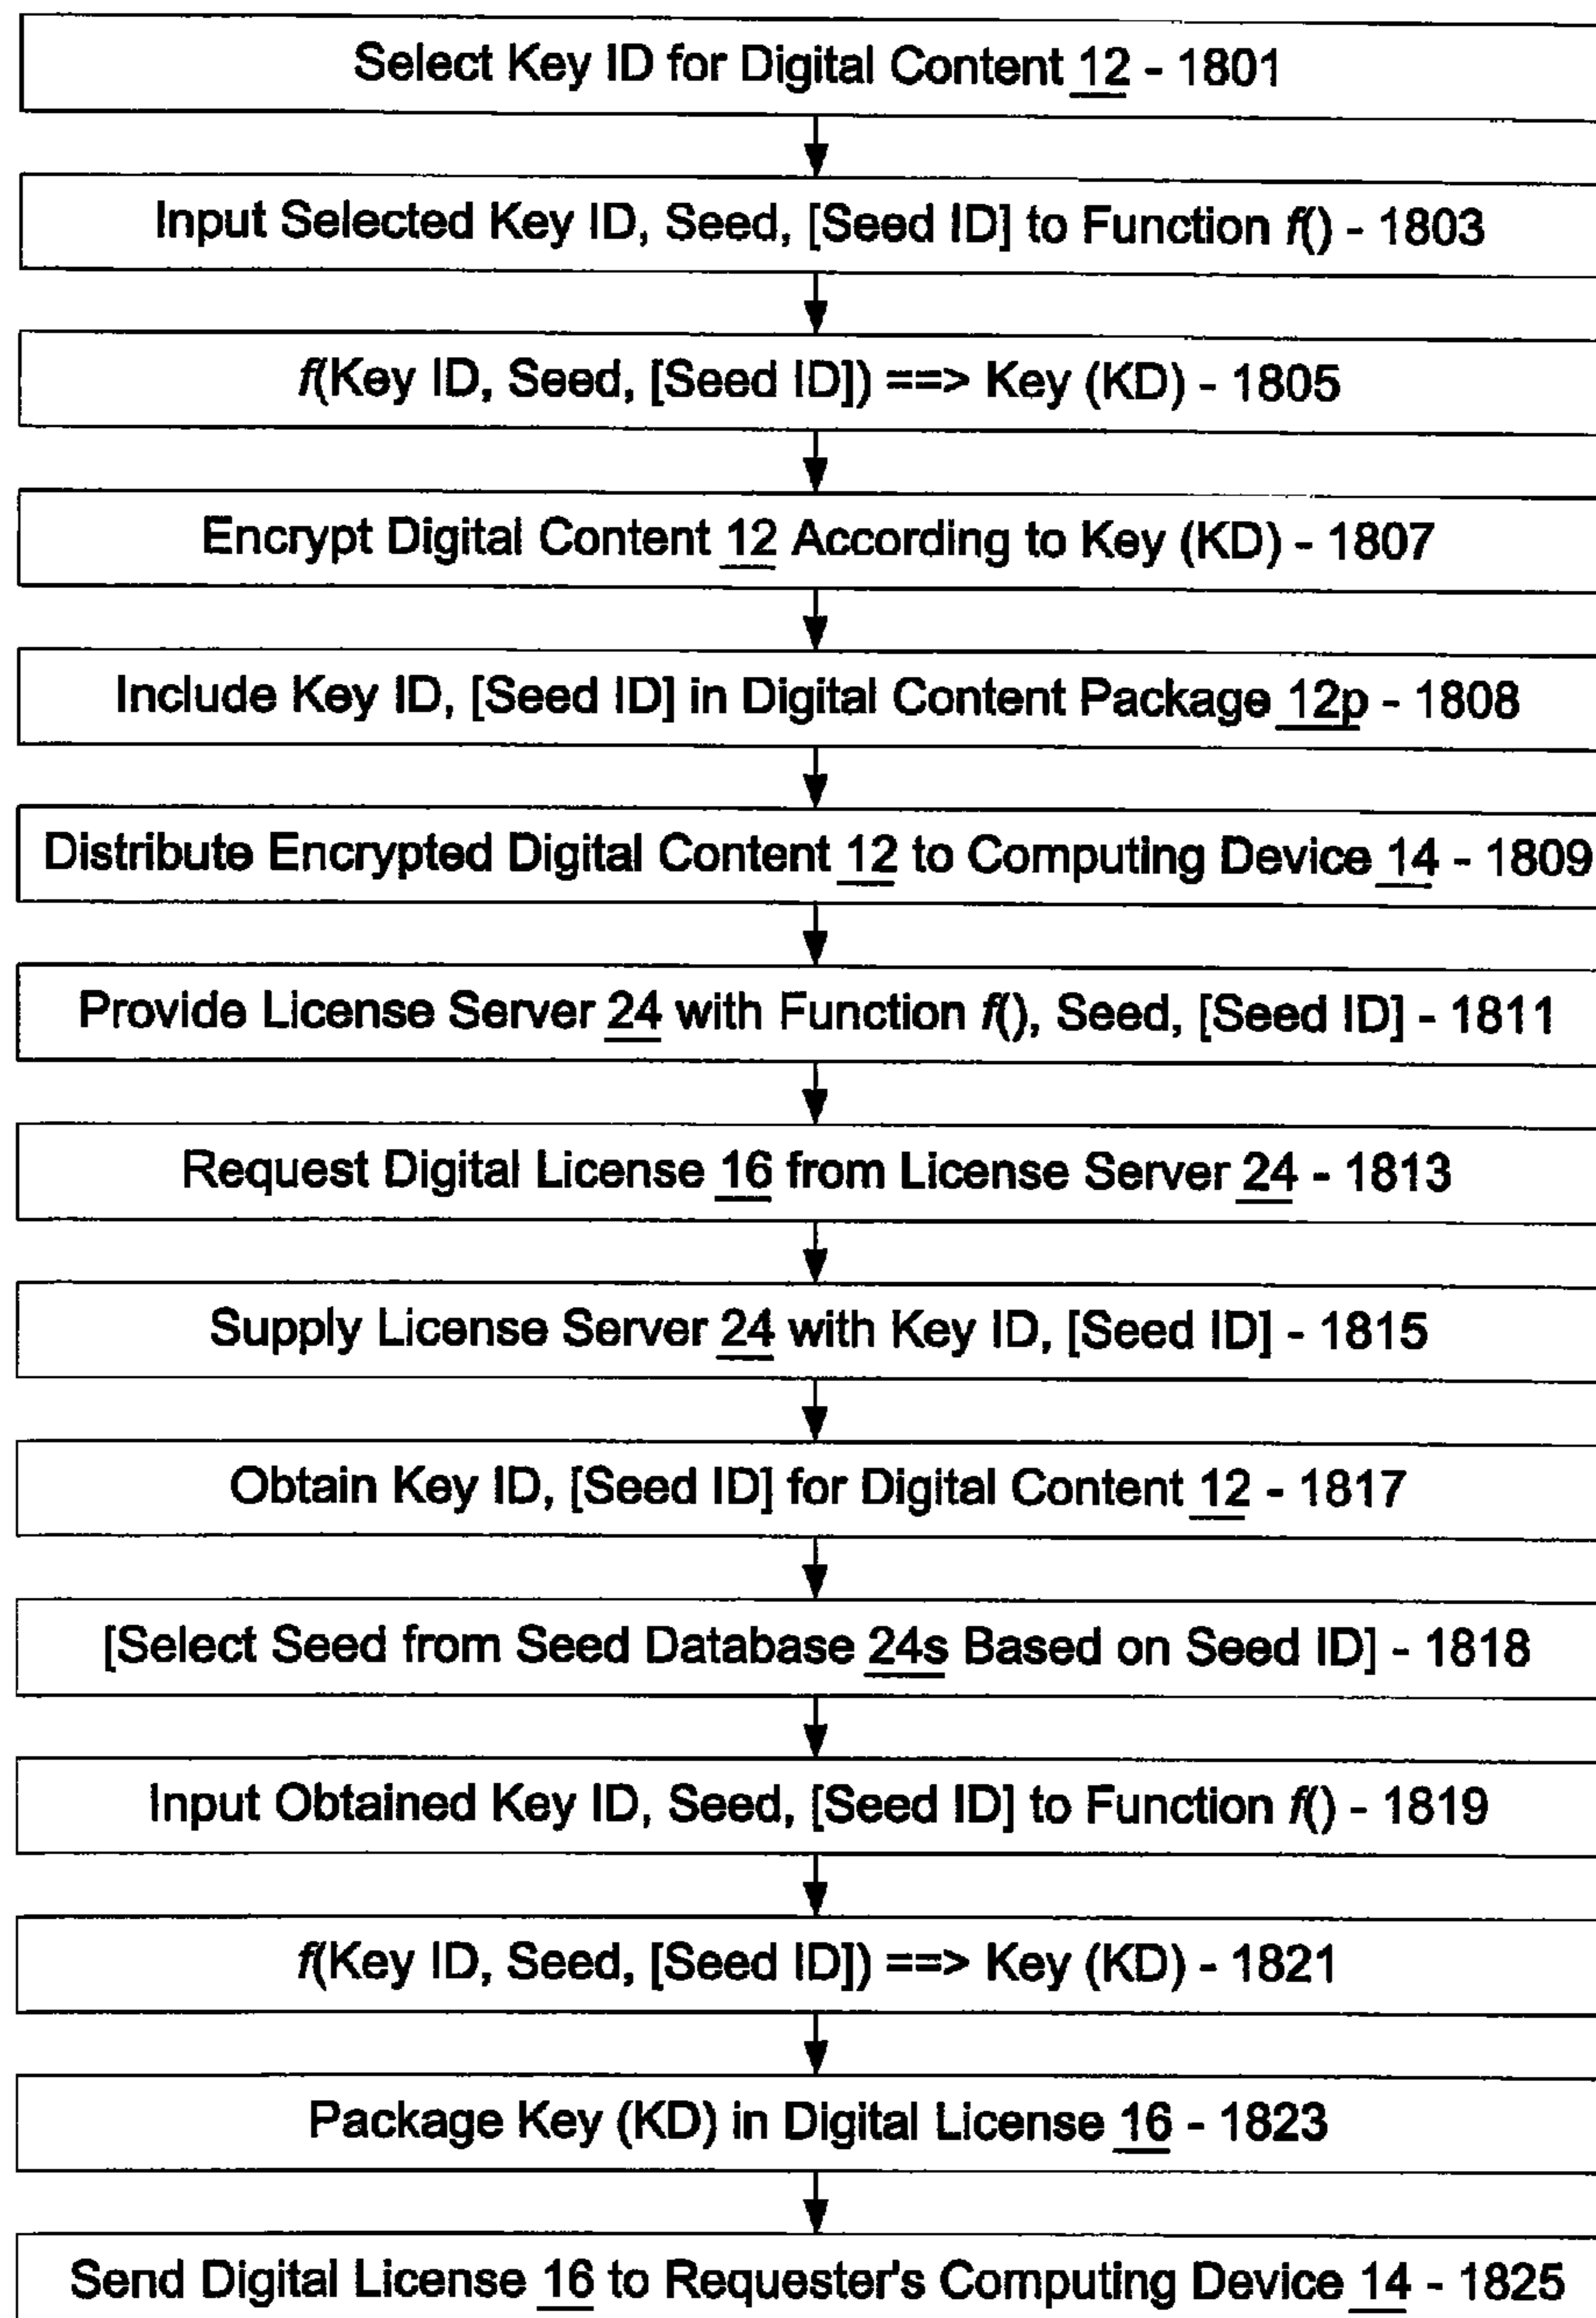 Select Key ID for Digital Content 12 - 1801
Input Selected Key ID, Seed, [Seed ID] to Function f() - 1803
f(Key ID, Seed, [Seed ID]) ==> Key (KD) - 1805
Encrypt Digital Content 12 According to Key (KD) - 1807
Include Key ID, [Seed ID] in Digital Content Package 12p - 1808
Distribute Encrypted Digital Content 12 to Computing Device 14 - 1809
Provide License Server 24 with Function f(), Seed, [Seed ID] - 1811
Request Digital License 16 from License Server 24 - 1813
Supply License Server 24 with Key ID, [Seed ID] - 1815
Obtain Key ID, [Seed ID] for Digital Content 12 - 1817
[Select Seed from Seed Database 24s Based on Seed ID] - 1818
Input Obtained Key ID, Seed, [Seed ID] to Function f() - 1819
f(Key ID, Seed, [Seed ID]) ==> Key (KD) - 1821
Package Key (KD) in Digital License 16 - 1823
Send Digital License 16 to Requester's Computing Device 14 - 1825